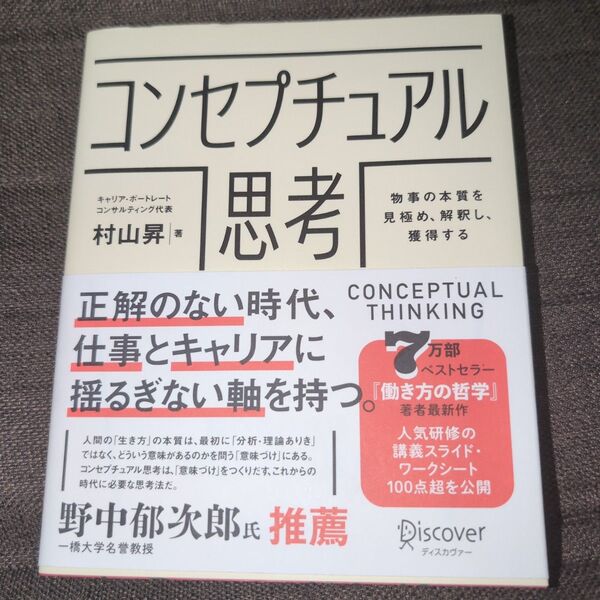 コンセプチュアル
思考
キャリア・ポートレート
コンサルティング代表
村山昇 著
物事の本質を
見極め、解釈し、
獲得する
CONCEPTUAL
THINKING
正解のない時代、
仕事とキャリアに
揺るぎない軸を持つ。
7万部
ベストセラー
『働き方の哲学』
著者最新作
人気研修の
講義スライド・
ワークシート
100点超を公開
人間の「生き方」の本質は、最初に「分析・理論ありき」
ではなく、どういう意味があるのかを問う「意味づけ」にある。
コンセプチュアル思考は、「意味づけ」をつくりだす、これからの
時代に必要な思考法だ。
野中郁次郎氏 推薦
一橋大学名誉教授
Discover
ディスカヴァー